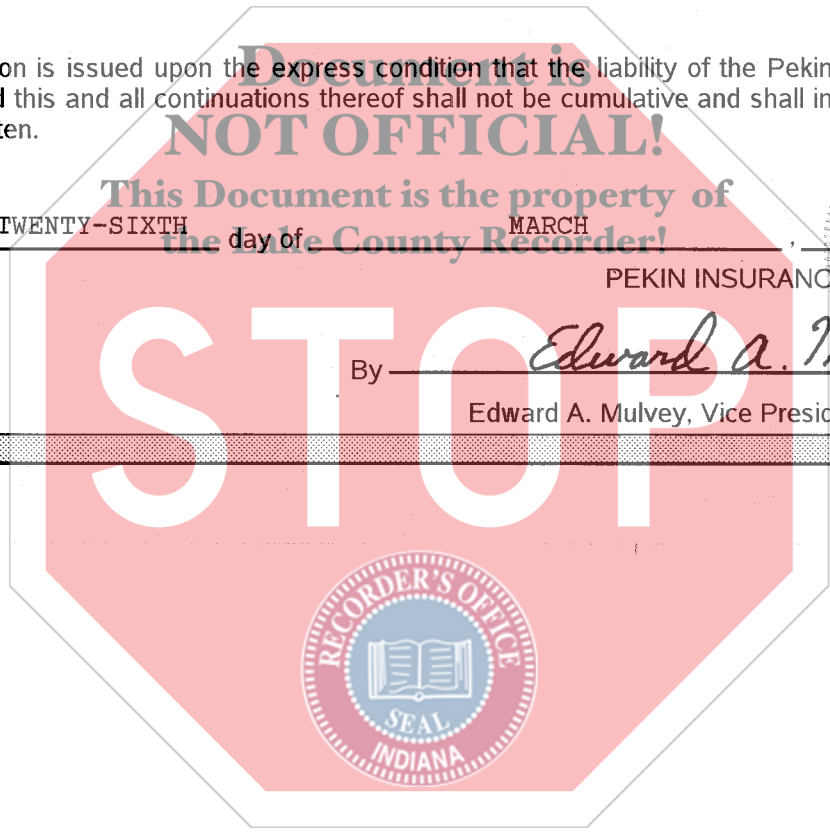 Document is
on is issued upon the express condition that the liability of the Pekin
this and all continuations thereof shall not be cumulative and shall in
ten.
NOT OFFICIAL!
This Document is the property of
the Lake County Recorder!
TWENTY-SIXTH day of MARCH ,
PEKIN INSURANC
STOP
Edward A.
By
Edward A. Mulvey, Vice Presid
RECORDER'S OFFICE
SEAL
INDIANA